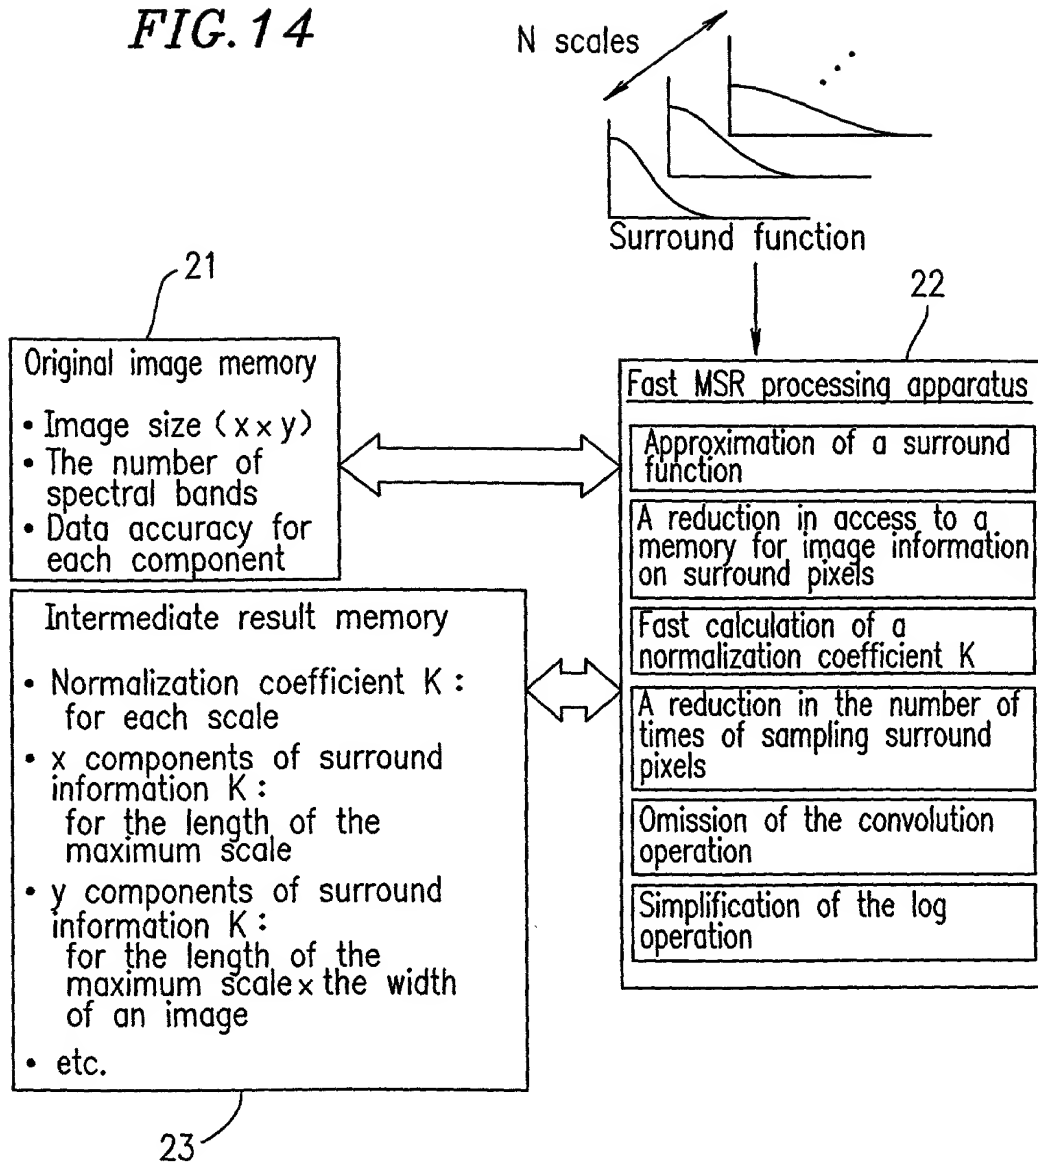 FIG.14
N scales
Surround function
21
Original image memory
• Image size (x×y)
• The number of
spectral bands
• Data accuracy for
each component
22
Fast MSR processing apparatus
Approximation of a surround
function
A reduction in access to a
memory for image information
on surround pixels
Fast calculation of a
normalization coefficient K
A reduction in the number of
times of sampling surround
pixels
Omission of the convolution
operation
Simplification of the log
operation
Intermediate result memory
• Normalization coefficient K:
for each scale
• x components of surround
information K:
for the length of the
maximum scale
• y components of surround
information K:
for the length of the
maximum scale×the width
of an image
• etc.
23